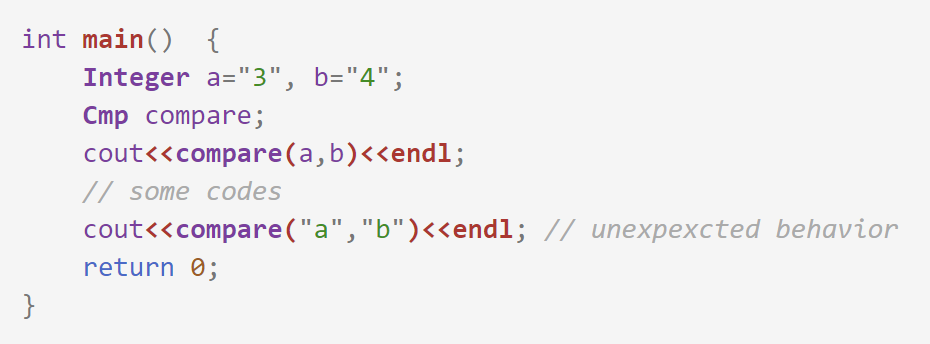 int main()  {
    Integer a="3", b="4";
    Cmp compare;
    cout<<compare(a,b)<<endl;
    // some codes
    cout<<compare("a","b")<<endl; // unexpexcted behavior
    return 0;
}